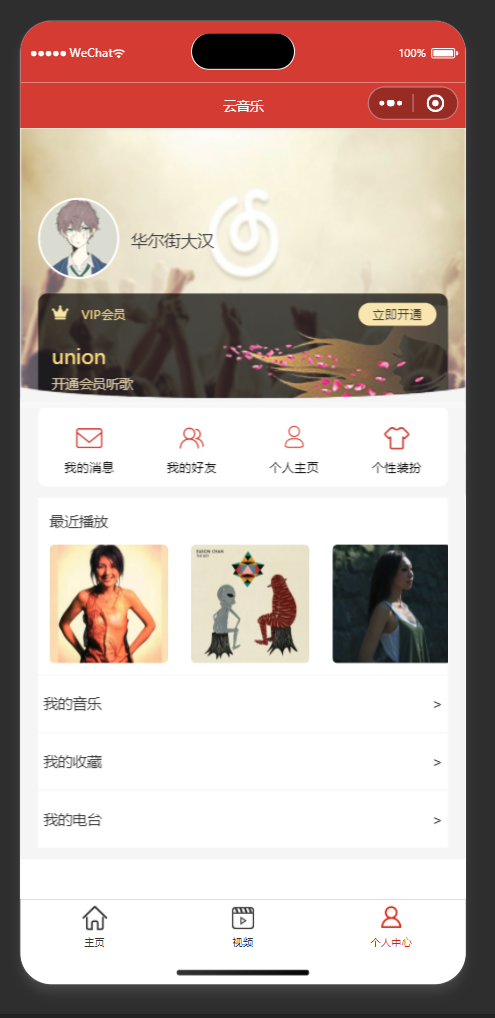 WeChat
100%
云音乐
华尔街大汉
VIP会员
立即开通
union
开通会员听歌
我的消息
我的好友
个人主页
个性装扮
最近播放
EASON CHAN
我的音乐
>
我的收藏
>
我的电台
>
主页
视频
个人中心